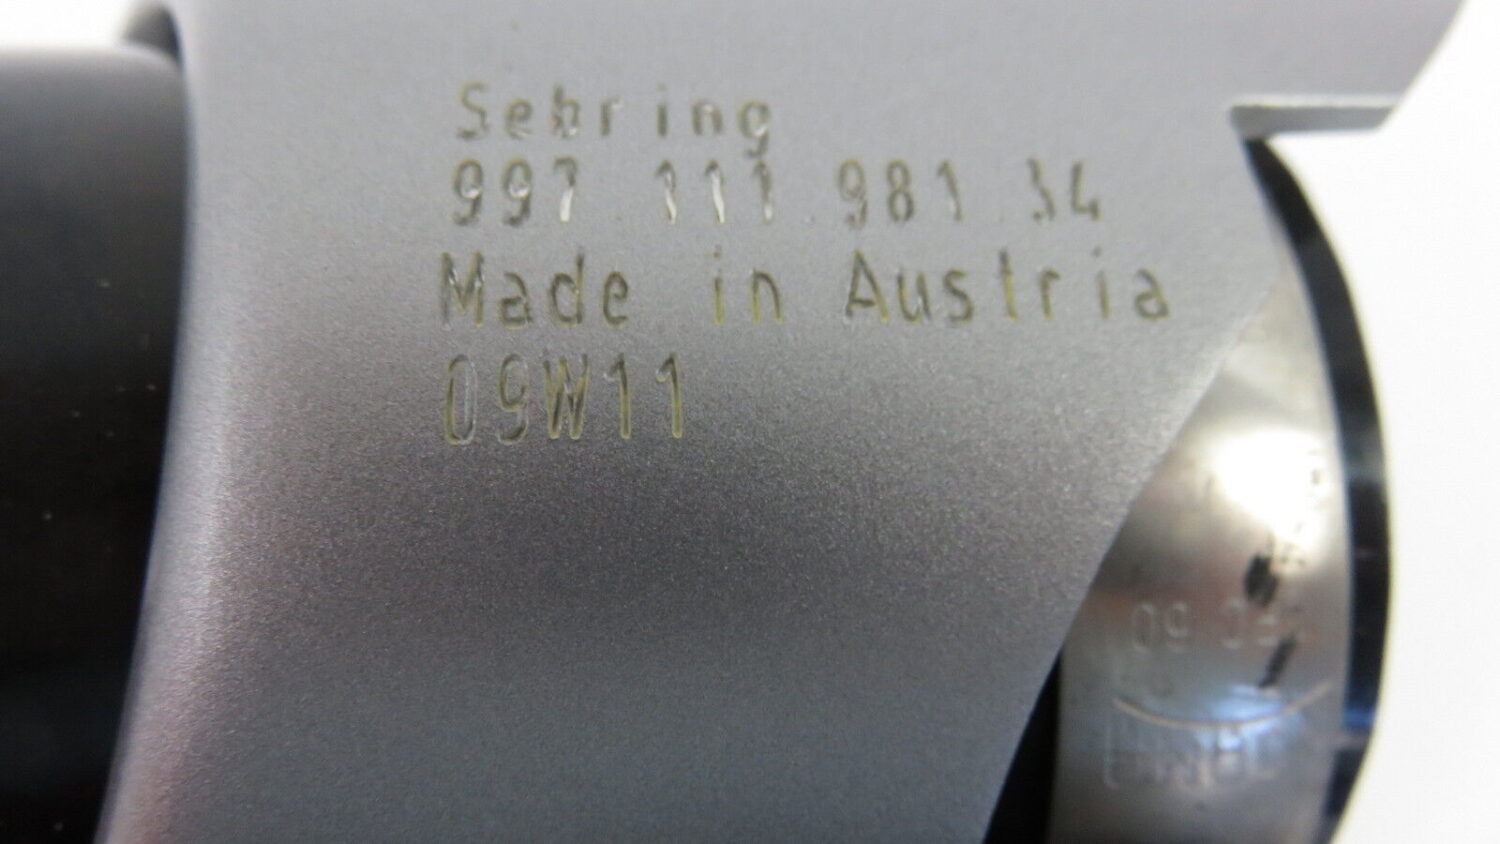 Sebring
997.111.981.34
Made in Austria
09W11